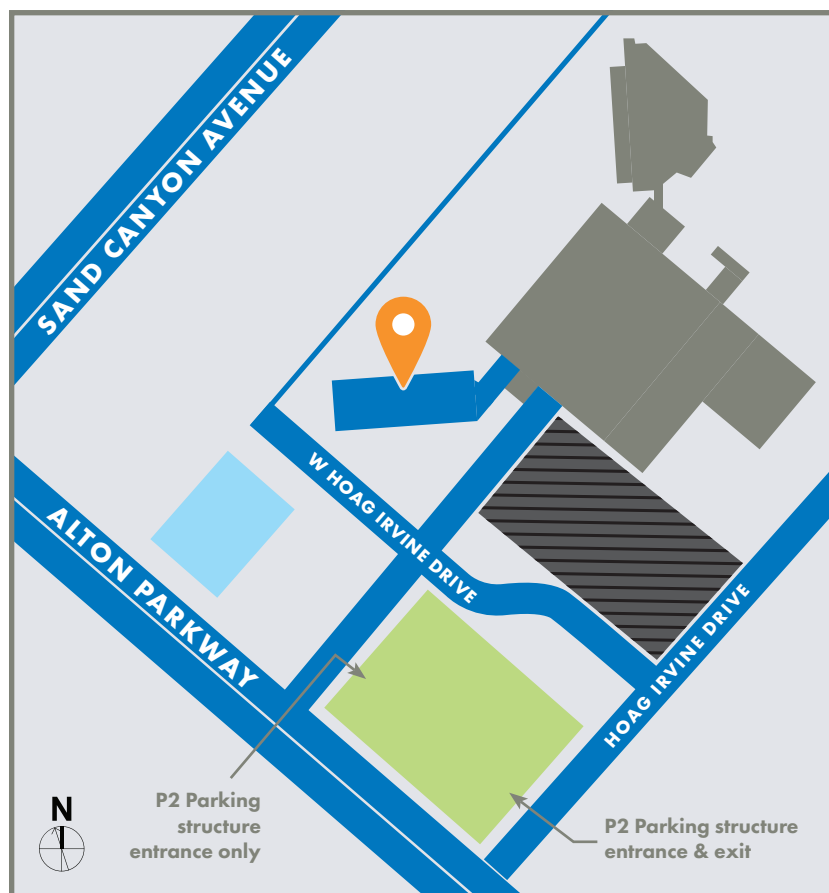 SAND CANYON AVENUE
W HOAG IRVINE DRIVE
ALTON PARKWAY
HOAG IRVINE DRIVE
N
P2 Parking
structure
entrance only
P2 Parking structure
entrance & exit